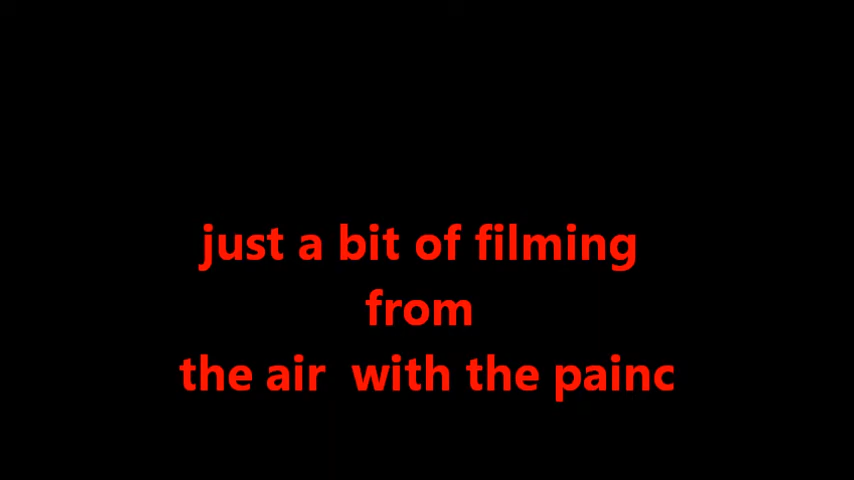 just a bit of filming
from
the air  with the painc